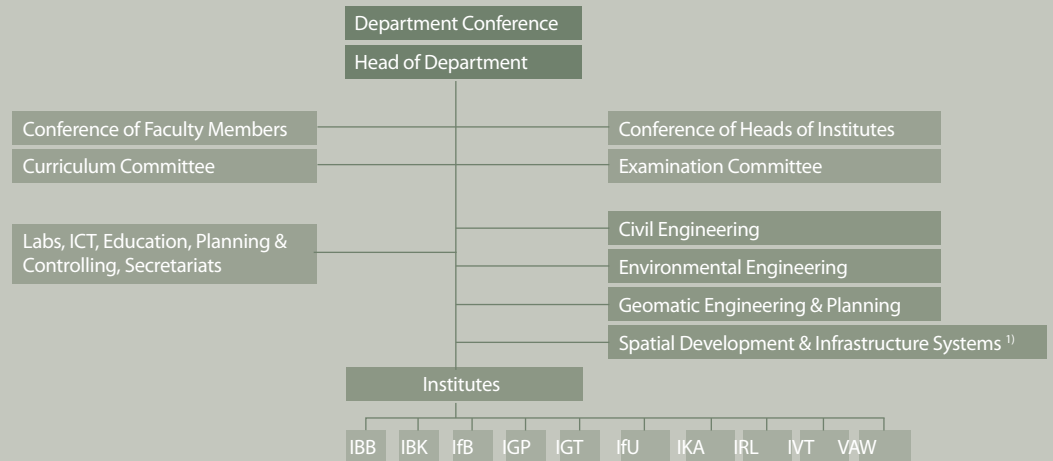 Department Conference
Head of Department
Conference of Faculty Members
Conference of Heads of Institutes
Curriculum Committee
Examination Committee
Labs, ICT, Education, Planning &
Controlling, Secretariats
Civil Engineering
Environmental Engineering
Geomatic Engineering & Planning
Spatial Development & Infrastructure Systems 1)
Institutes
IBB IBK IfB IGP IGT IfU IKA IRL IVT VAW